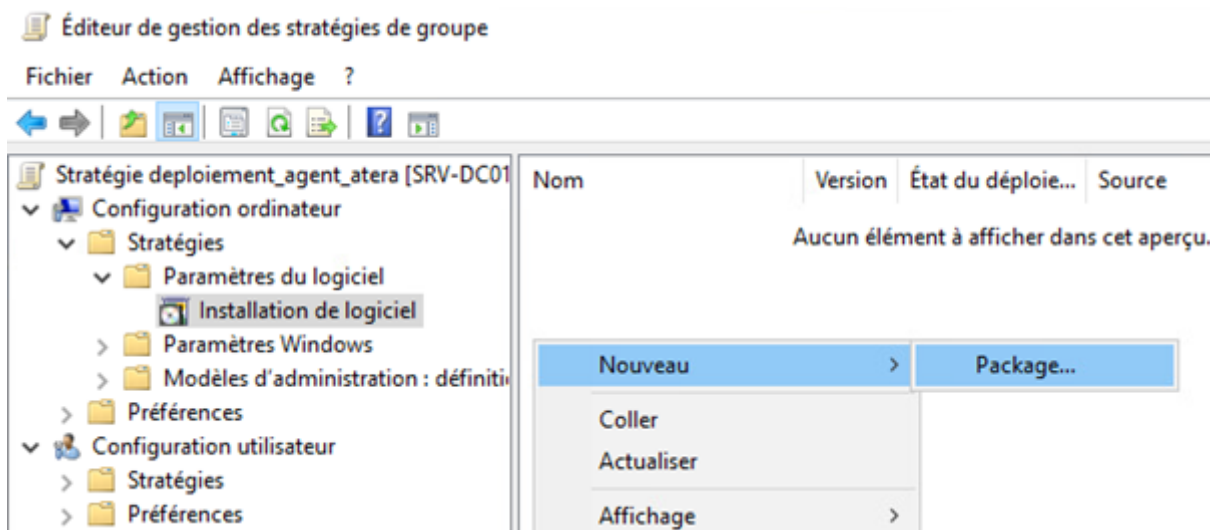 Éditeur de gestion des stratégies de groupe
Fichier Action Affichage ?
Stratégie deploiement_agent_atera [SRV-DC01
Configuration ordinateur
Stratégies
Paramètres du logiciel
Installation de logiciel
Paramètres Windows
Modèles d'administration : définiti
Préférences
Configuration utilisateur
Stratégies
Préférences
Nom Version État du déploie... Source
Aucun élément à afficher dans cet aperçu.
Nouveau > Package...
Coller
Actualiser
Affichage >